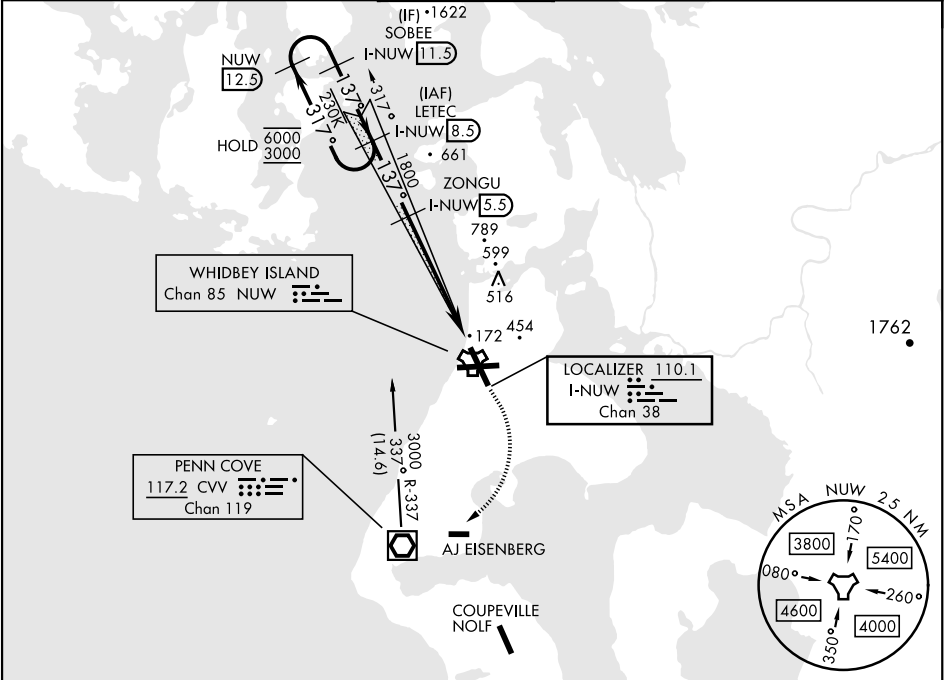 (IF) 1622
SOBEE
I-NUW 11.5
NUW
12.5
137°
317°
(IAF)
LETEC
I-NUW 8.5
230K
317°
HOLD 6000
3000
661
1800
137°
ZONGU
I-NUW 5.5
789
599
516
WHIDBEY ISLAND
Chan 85 NUW
172 454
1762
LOCALIZER 110.1
I-NUW
Chan 38
3000
337°
(14.6)
R-337
PENN COVE
117.2 CVV
Chan 119
AJ EISENBERG
COUPEVILLE
NOLF
MSA NUW 25 NM
170°
3800
5400
080°
260°
4600
4000
350°